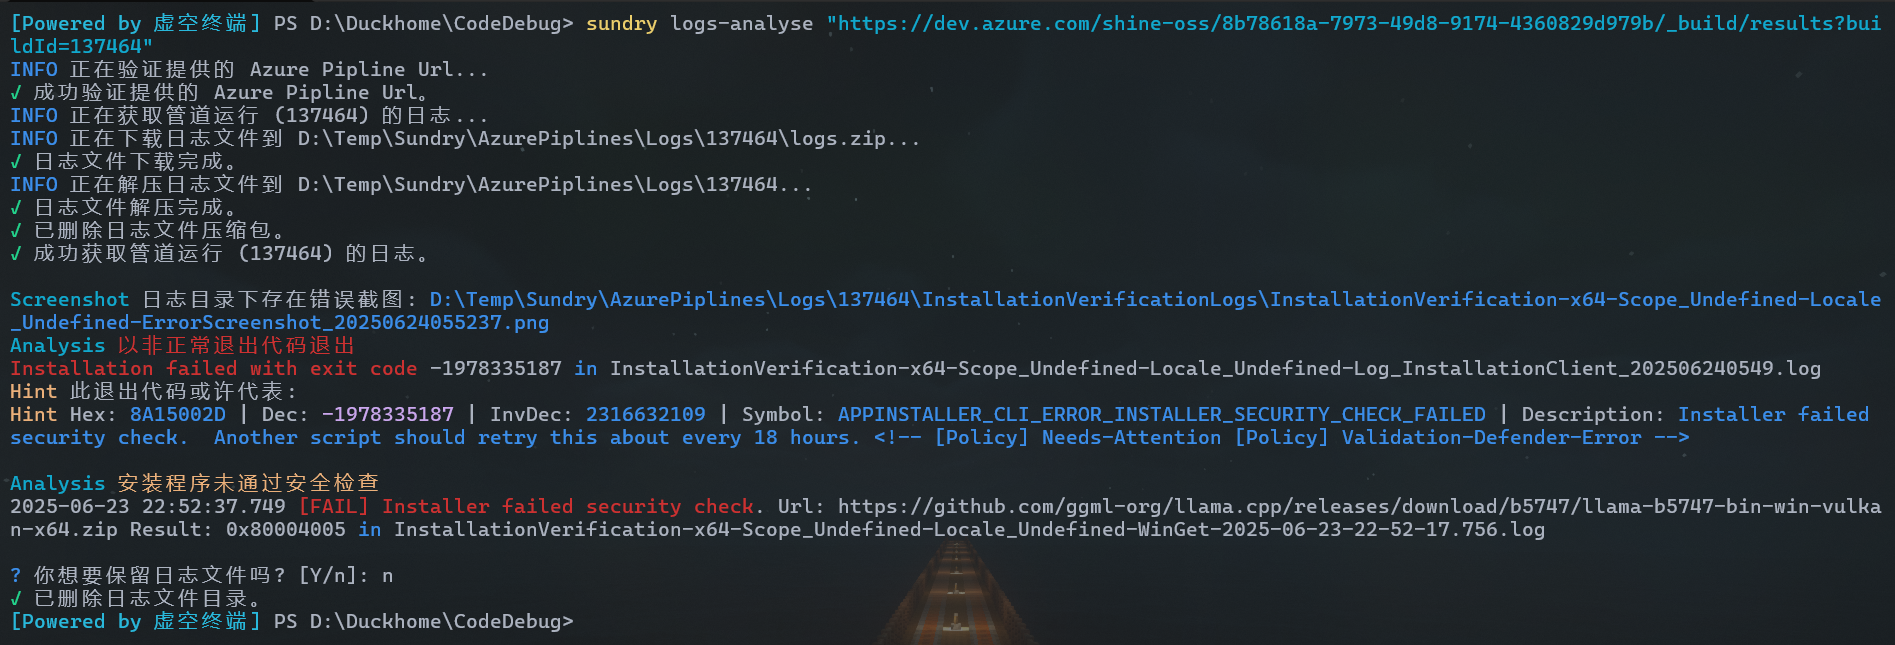 [Powered by 虚空终端] PS D:\Duckhome\CodeDebug> sundry logs-analyse "https://dev.azure.com/shine-oss/8b78618a-7973-49d8-9174-4360829d979b/_build/results?bui
ldId=137464"
INFO 正在验证提供的 Azure Pipline Url...
✓ 成功验证提供的 Azure Pipline Url。
INFO 正在获取管道运行 (137464) 的日志...
INFO 正在下载日志文件到 D:\Temp\Sundry\AzurePiplines\Logs\137464\logs.zip...
✓ 日志文件下载完成。
INFO 正在解压日志文件到 D:\Temp\Sundry\AzurePiplines\Logs\137464...
✓ 日志文件解压完成。
✓ 已删除日志文件压缩包。
✓ 成功获取管道运行 (137464) 的日志。
Screenshot 日志目录下存在错误截图: D:\Temp\Sundry\AzurePiplines\Logs\137464\InstallationVerificationLogs\InstallationVerification-x64-Scope_Undefined-Locale
_Undefined-ErrorScreenshot_20250624055237.png
Analysis 以非正常退出代码退出
Installation failed with exit code -1978335187 in InstallationVerification-x64-Scope_Undefined-Locale_Undefined-Log_InstallationClient_202506240549.log
Hint 此退出代码或许代表:
Hint Hex: 8A15002D | Dec: -1978335187 | InvDec: 2316632109 | Symbol: APPINSTALLER_CLI_ERROR_INSTALLER_SECURITY_CHECK_FAILED | Description: Installer failed
security check.  Another script should retry this about every 18 hours. <!-- [Policy] Needs-Attention [Policy] Validation-Defender-Error -->
Analysis 安装程序未通过安全检查
2025-06-23 22:52:37.749 [FAIL] Installer failed security check. Url: https://github.com/ggml-org/llama.cpp/releases/download/b5747/llama-b5747-bin-win-vulka
n-x64.zip Result: 0x80004005 in InstallationVerification-x64-Scope_Undefined-Locale_Undefined-WinGet-2025-06-23-22-52-17.756.log
? 你想要保留日志文件吗? [Y/n]: n
✓ 已删除日志文件目录。
[Powered by 虚空终端] PS D:\Duckhome\CodeDebug>